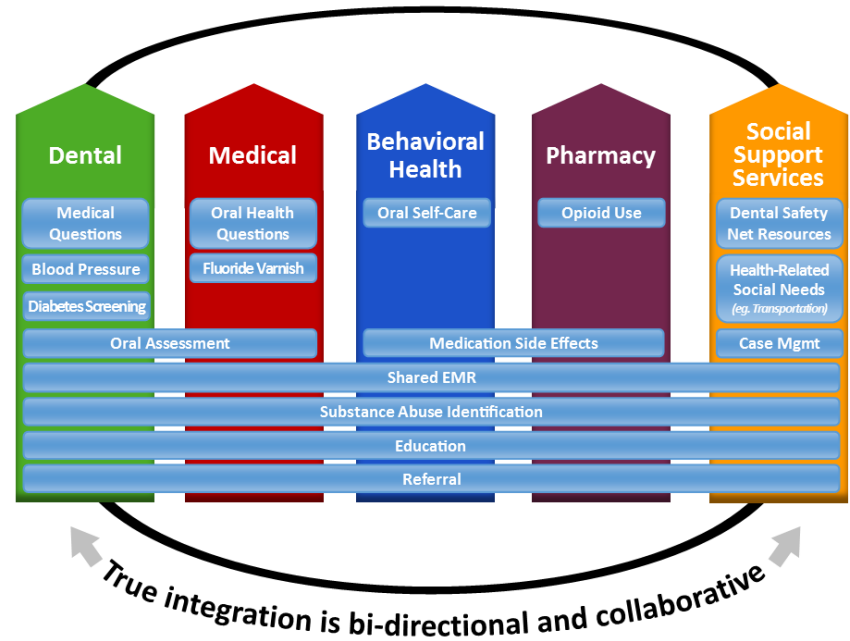 Dental
Medical
Questions
Blood Pressure
Diabetes Screening
Medical
Oral Health
Questions
Fluoride Varnish
Behavioral
Health
Oral Self-Care
Pharmacy
Opioid Use
Social
Support
Services
Dental Safety
Net Resources
Health-Related
Social Needs
(eg. Transportation)
Oral Assessment
Medication Side Effects
Case Mgmt
Shared EMR
Substance Abuse Identification
Education
Referral
True integration is bi-directional and collaborative